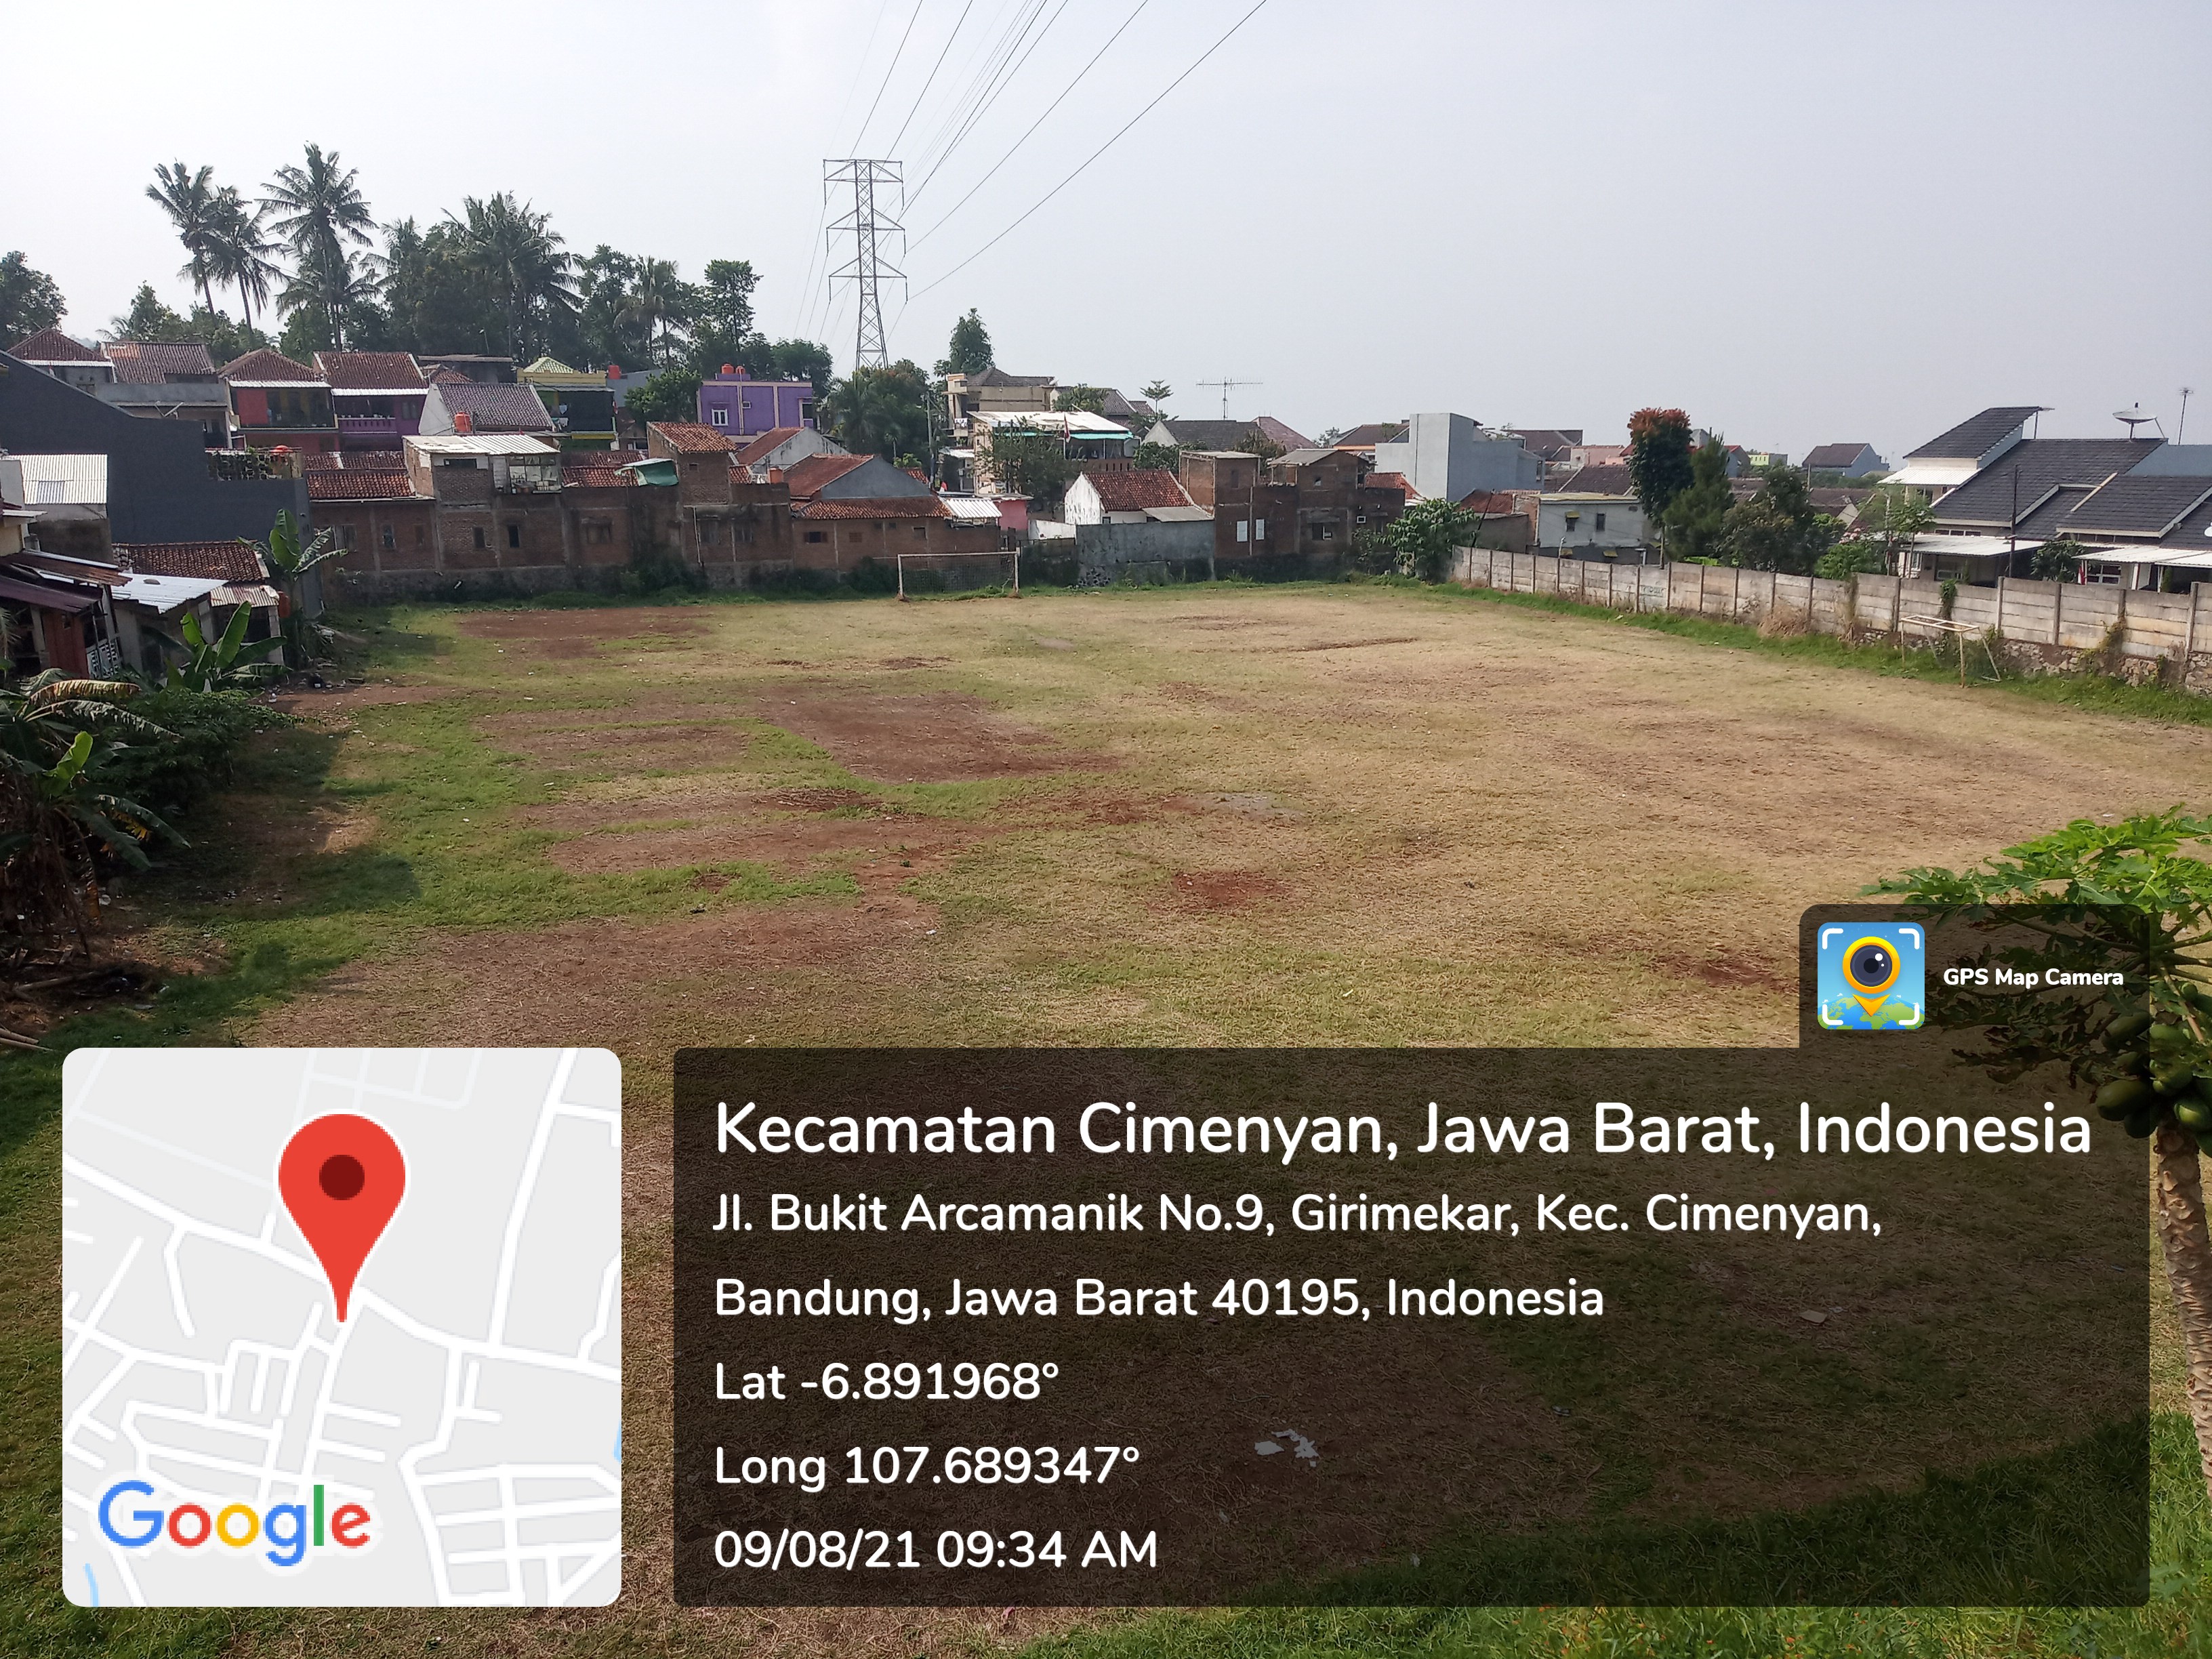 GPS Map Camera
Kecamatan Cimenyan, Jawa Barat, Indonesia
Jl. Bukit Arcamanik No.9, Girimekar, Kec. Cimenyan,
Bandung, Jawa Barat 40195, Indonesia
Lat -6.891968°
Long 107.689347°
09/08/21 09:34 AM
Google